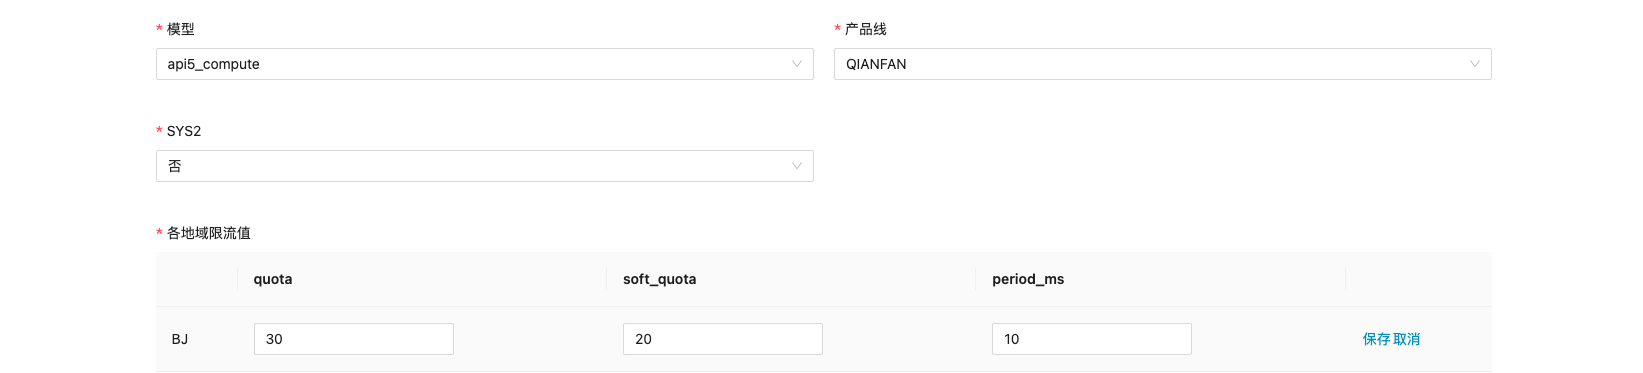 * 模型
* 产品线
api5_compute
QIANFAN
* SYS2
否
* 各地域限流值
quota soft_quota period_ms
BJ 30 20 10 保存 取消